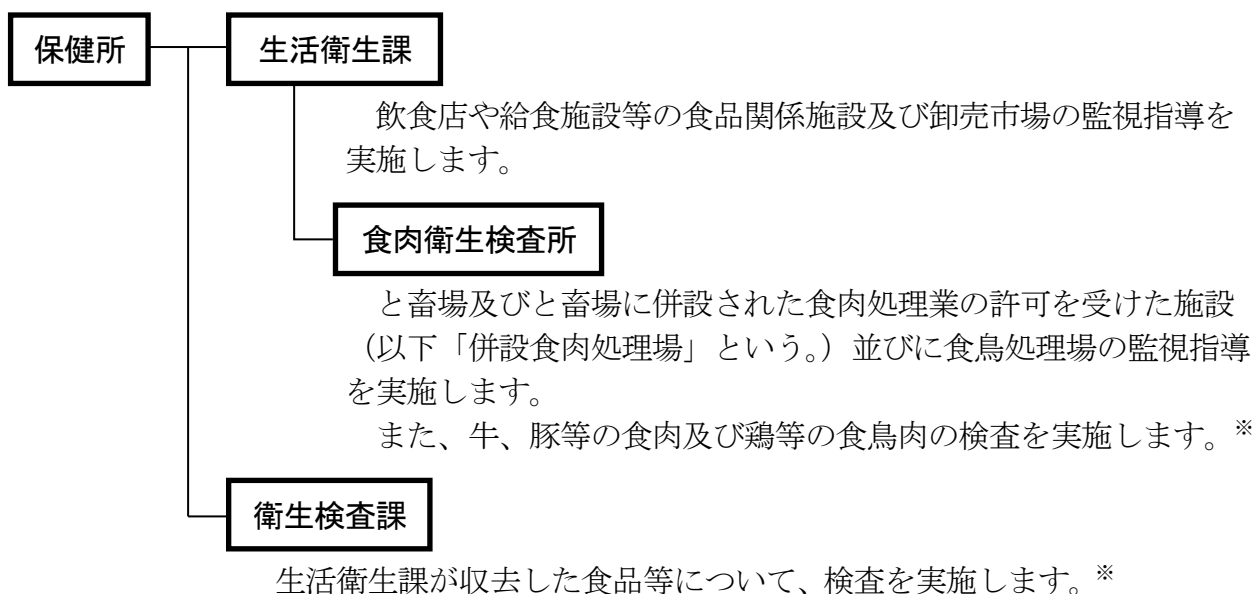 保健所
生活衛生課
飲食店や給食施設等の食品関係施設及び卸売市場の監視指導を
実施します。
食肉衛生検査所
と畜場及びと畜場に併設された食肉処理業の許可を受けた施設
（以下「併設食肉処理場」という。）並びに食鳥処理場の監視指導
を実施します。
また、牛、豚等の食肉及び鶏等の食鳥肉の検査を実施します。※
衛生検査課
生活衛生課が収去した食品等について、検査を実施します。※